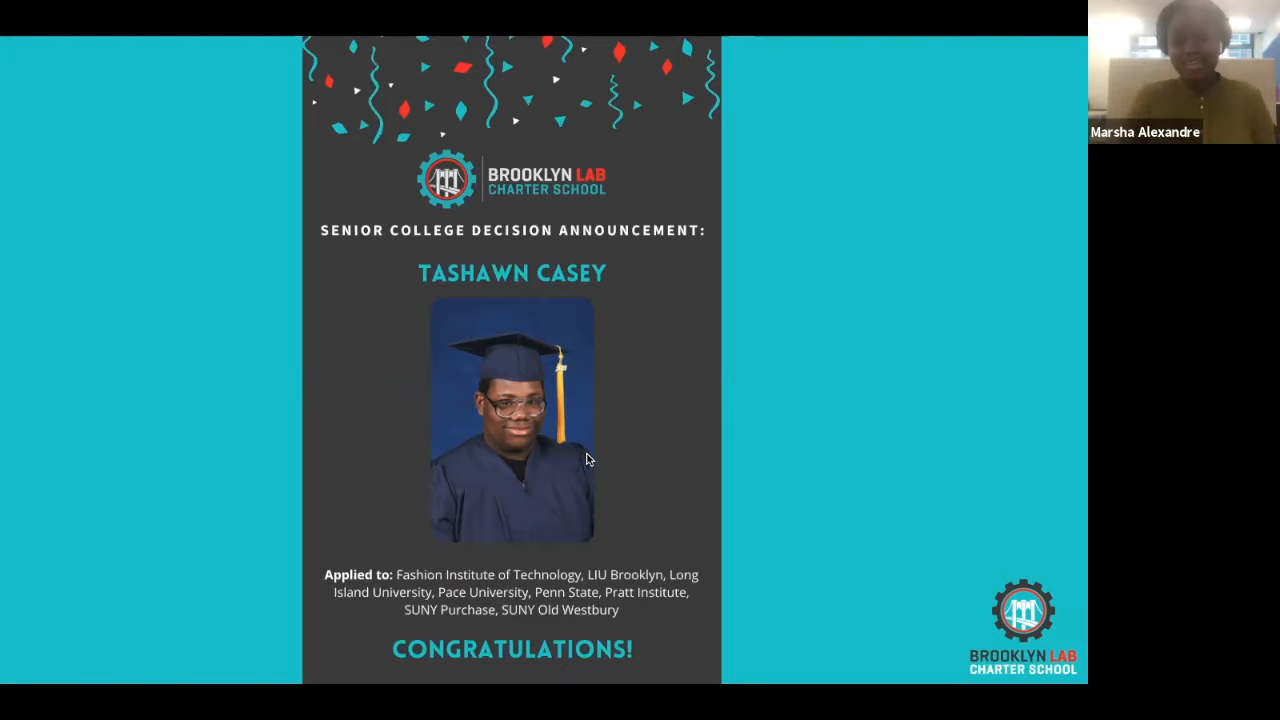 BROOKLYN LAB
CHARTER SCHOOL
SENIOR COLLEGE DECISION ANNOUNCEMENT:
TASHAWN CASEY
Applied to: Fashion Institute of Technology, LIU Brooklyn, Long
Island University, Pace University, Penn State, Pratt Institute,
SUNY Purchase, SUNY Old Westbury
CONGRATULATIONS!
Marsha Alexandre
BROOKLYN LAB
CHARTER SCHOOL